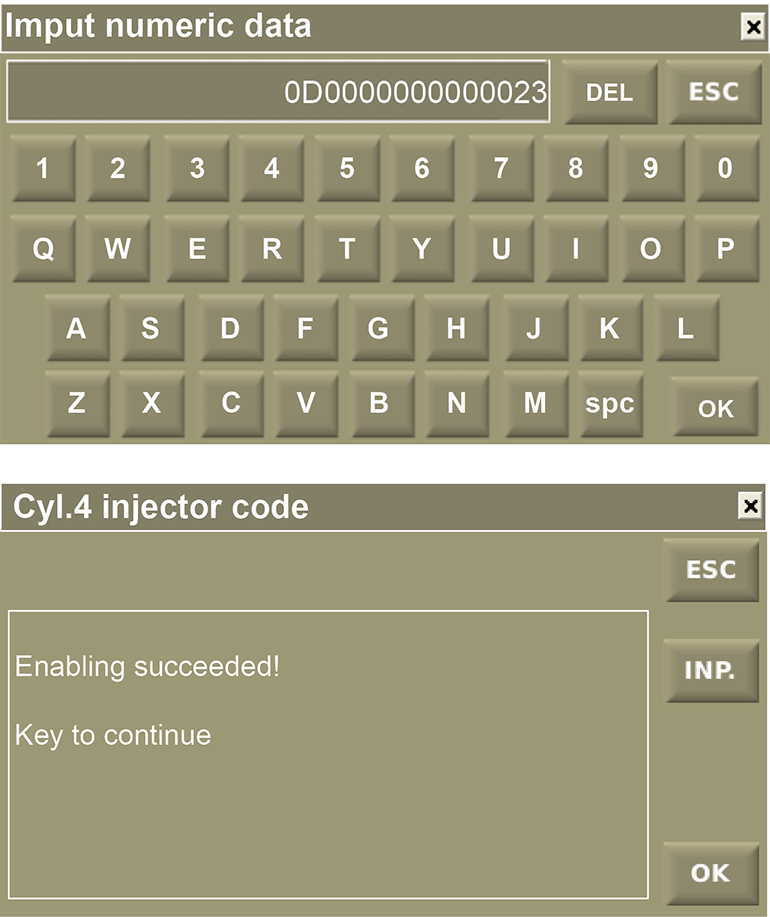 Imput numeric data
0D0000000000023 DEL ESC
1 2 3 4 5 6 7 8 9 0
Q W E R T Y U I O P
A S D F G H J K L
Z X C V B N M spc OK
Cyl.4 injector code
ESC
Enabling succeeded!
INP.
Key to continue
OK